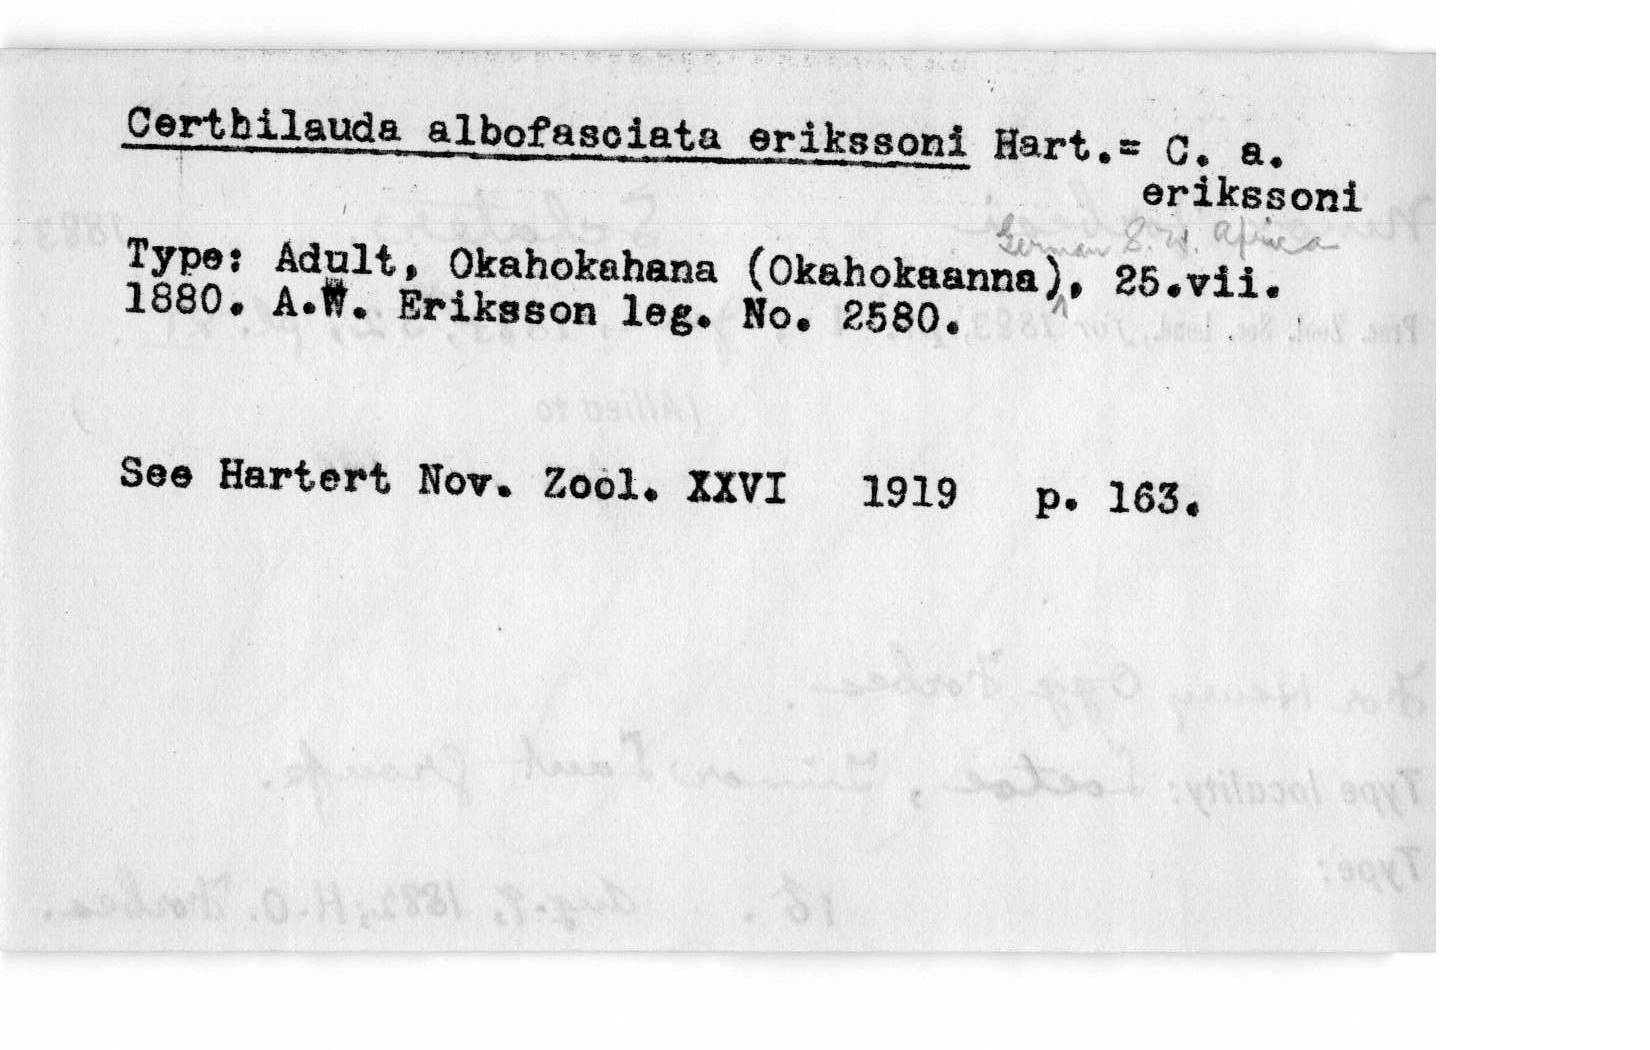 Certhilauda albofasciata erikssoni Hart.= C. a.
erikssoni
German S.W. Africa
Type: Adult, Okahokahana (Okahokaanna), 25.vii.
1880. A.W. Eriksson leg. No. 2580.
See Hartert Nov. Zool. XXVI 1919 p. 163.